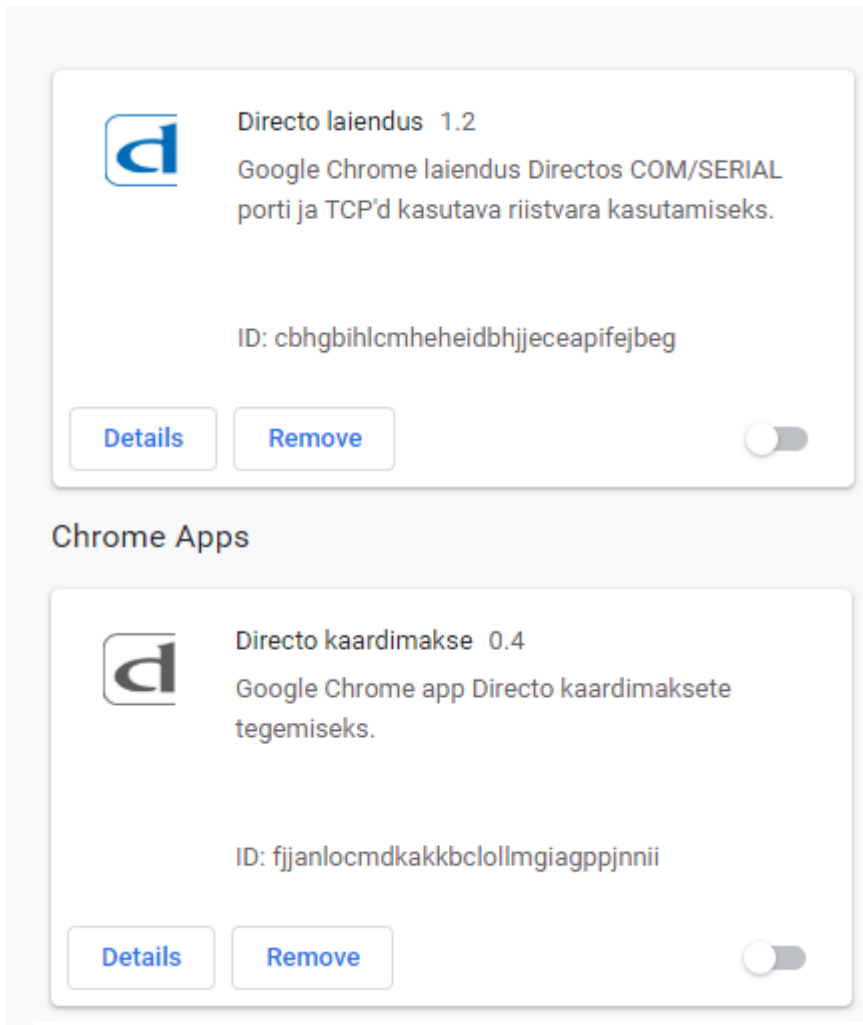 Directo laiendus 1.2
Google Chrome laiendus Directos COM/SERIAL
porti ja TCP'd kasutava riistvara kasutamiseks.
ID: cbhgbihlcmheheidbhjjeceapifejbeg
Details Remove
Chrome Apps
Directo kaardimakse 0.4
Google Chrome app Directo kaardimaksete
tegemiseks.
ID: fjjanlocmdkakkbclollmgiagppjnnii
Details Remove